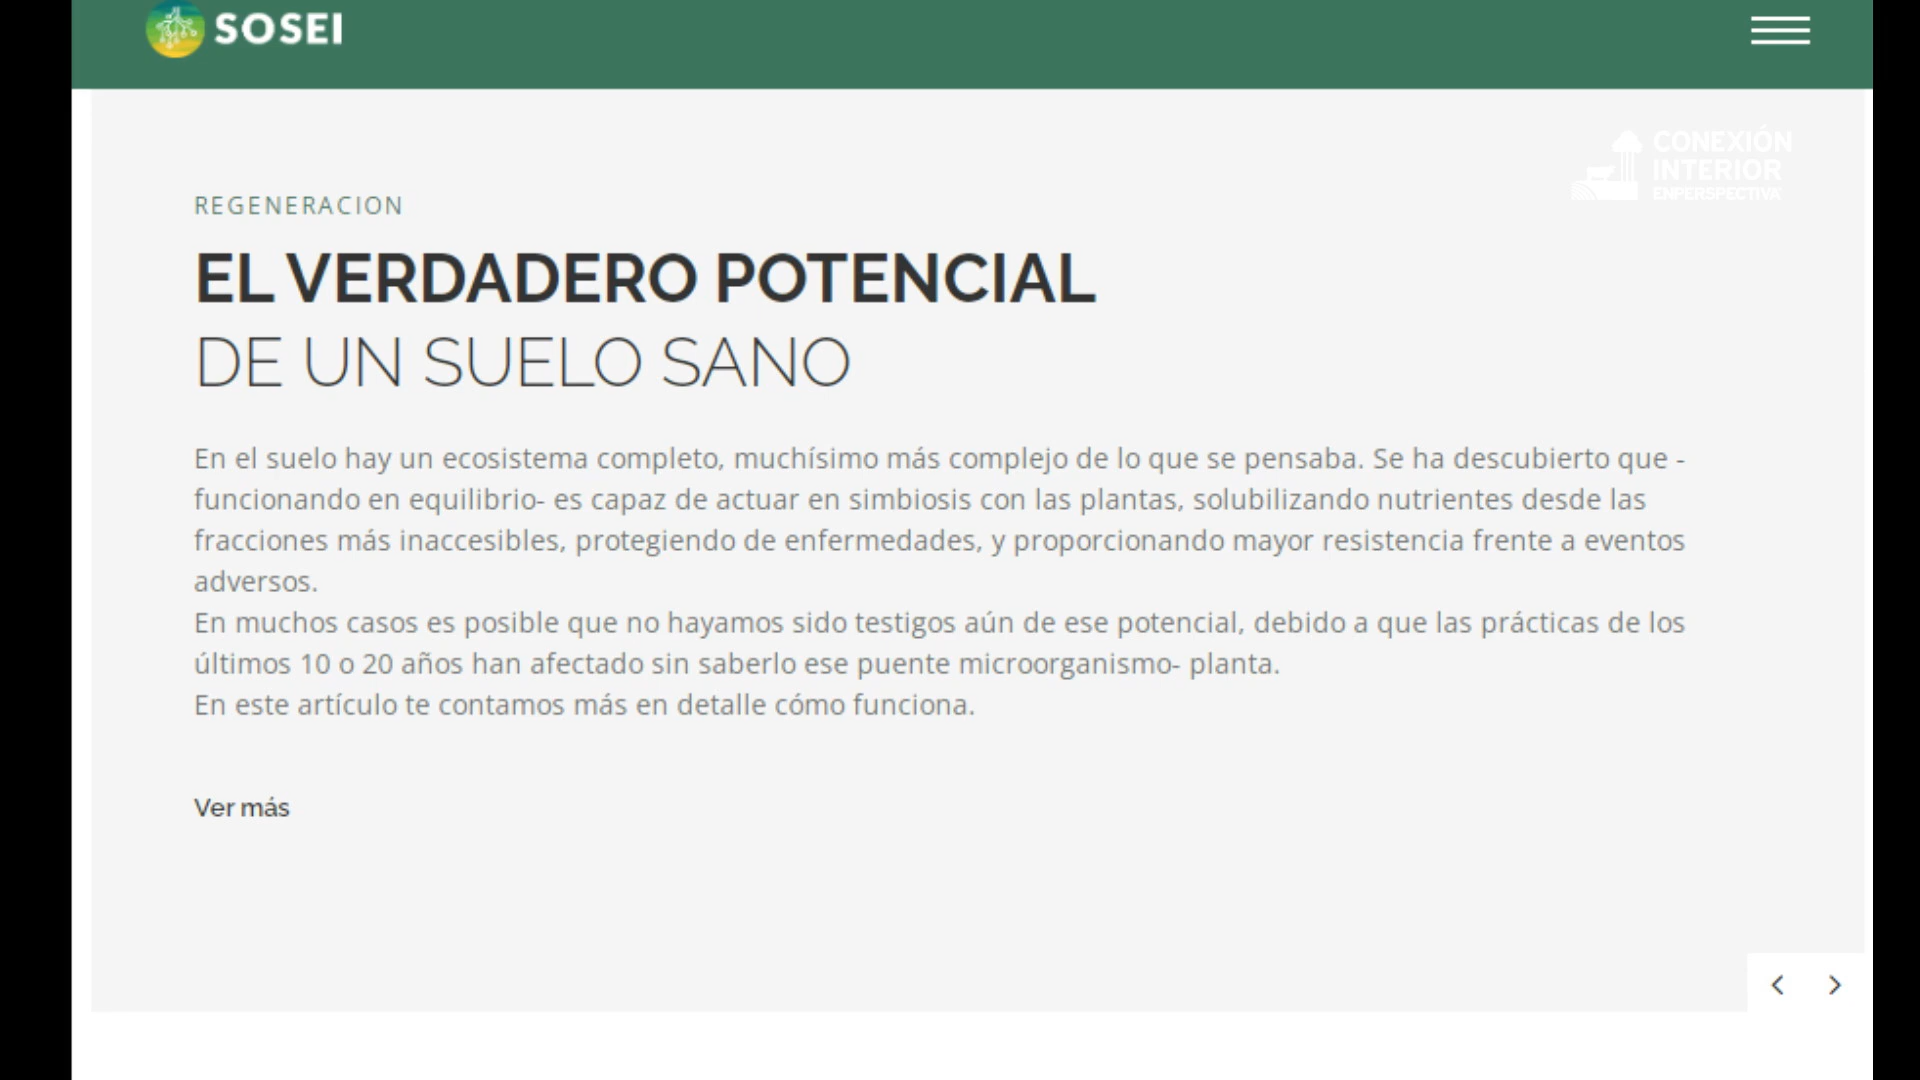 SOSEI
CONEXIÓN
INTERIOR
ENPERSPECTIVA
REGENERACION
EL VERDADERO POTENCIAL
DE UN SUELO SANO
En el suelo hay un ecosistema completo, muchísimo más complejo de lo que se pensaba. Se ha descubierto que -
funcionando en equilibrio- es capaz de actuar en simbiosis con las plantas, solubilizando nutrientes desde las
fracciones más inaccesibles, protegiendo de enfermedades, y proporcionando mayor resistencia frente a eventos
adversos.
En muchos casos es posible que no hayamos sido testigos aún de ese potencial, debido a que las prácticas de los
últimos 10 o 20 años han afectado sin saberlo ese puente microorganismo- planta.
En este artículo te contamos más en detalle cómo funciona.
Ver más